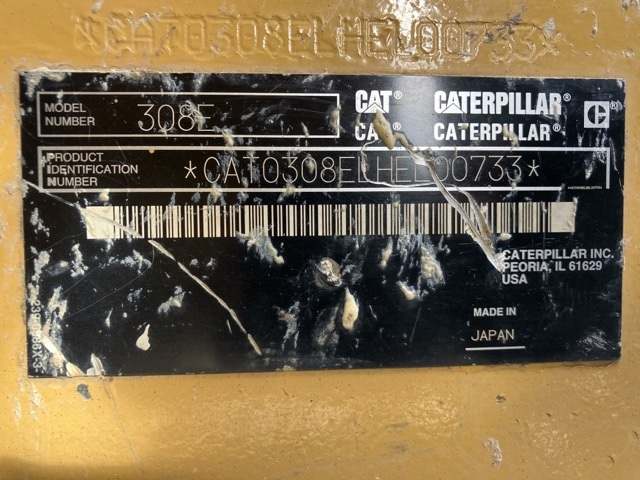 MODEL NUMBER 308E
CAT® CATERPILLAR®
CAT® CATERPILLAR®
PRODUCT IDENTIFICATION NUMBER *CAT0308ELHEL00733*
CATERPILLAR INC.
PEORIA, IL 61629
USA
MADE IN
JAPAN